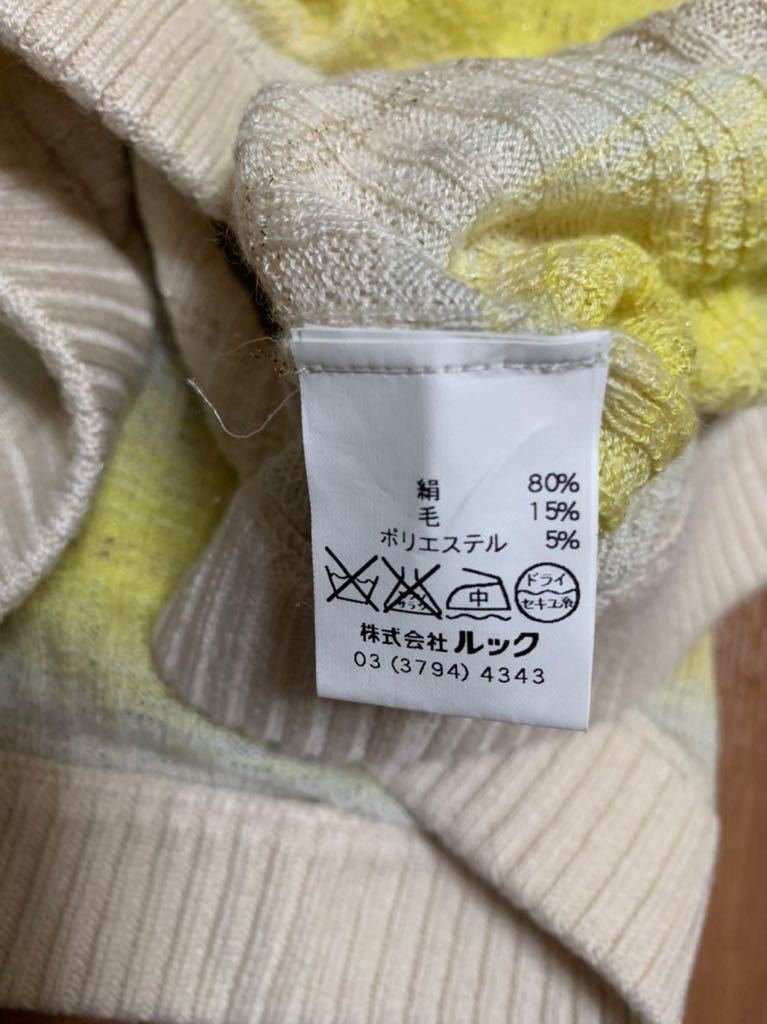 絹 80%
毛 15%
ポリエステル 5%
中
ドライ
セキユ系
株式会社 ルック
03 (3794) 4343